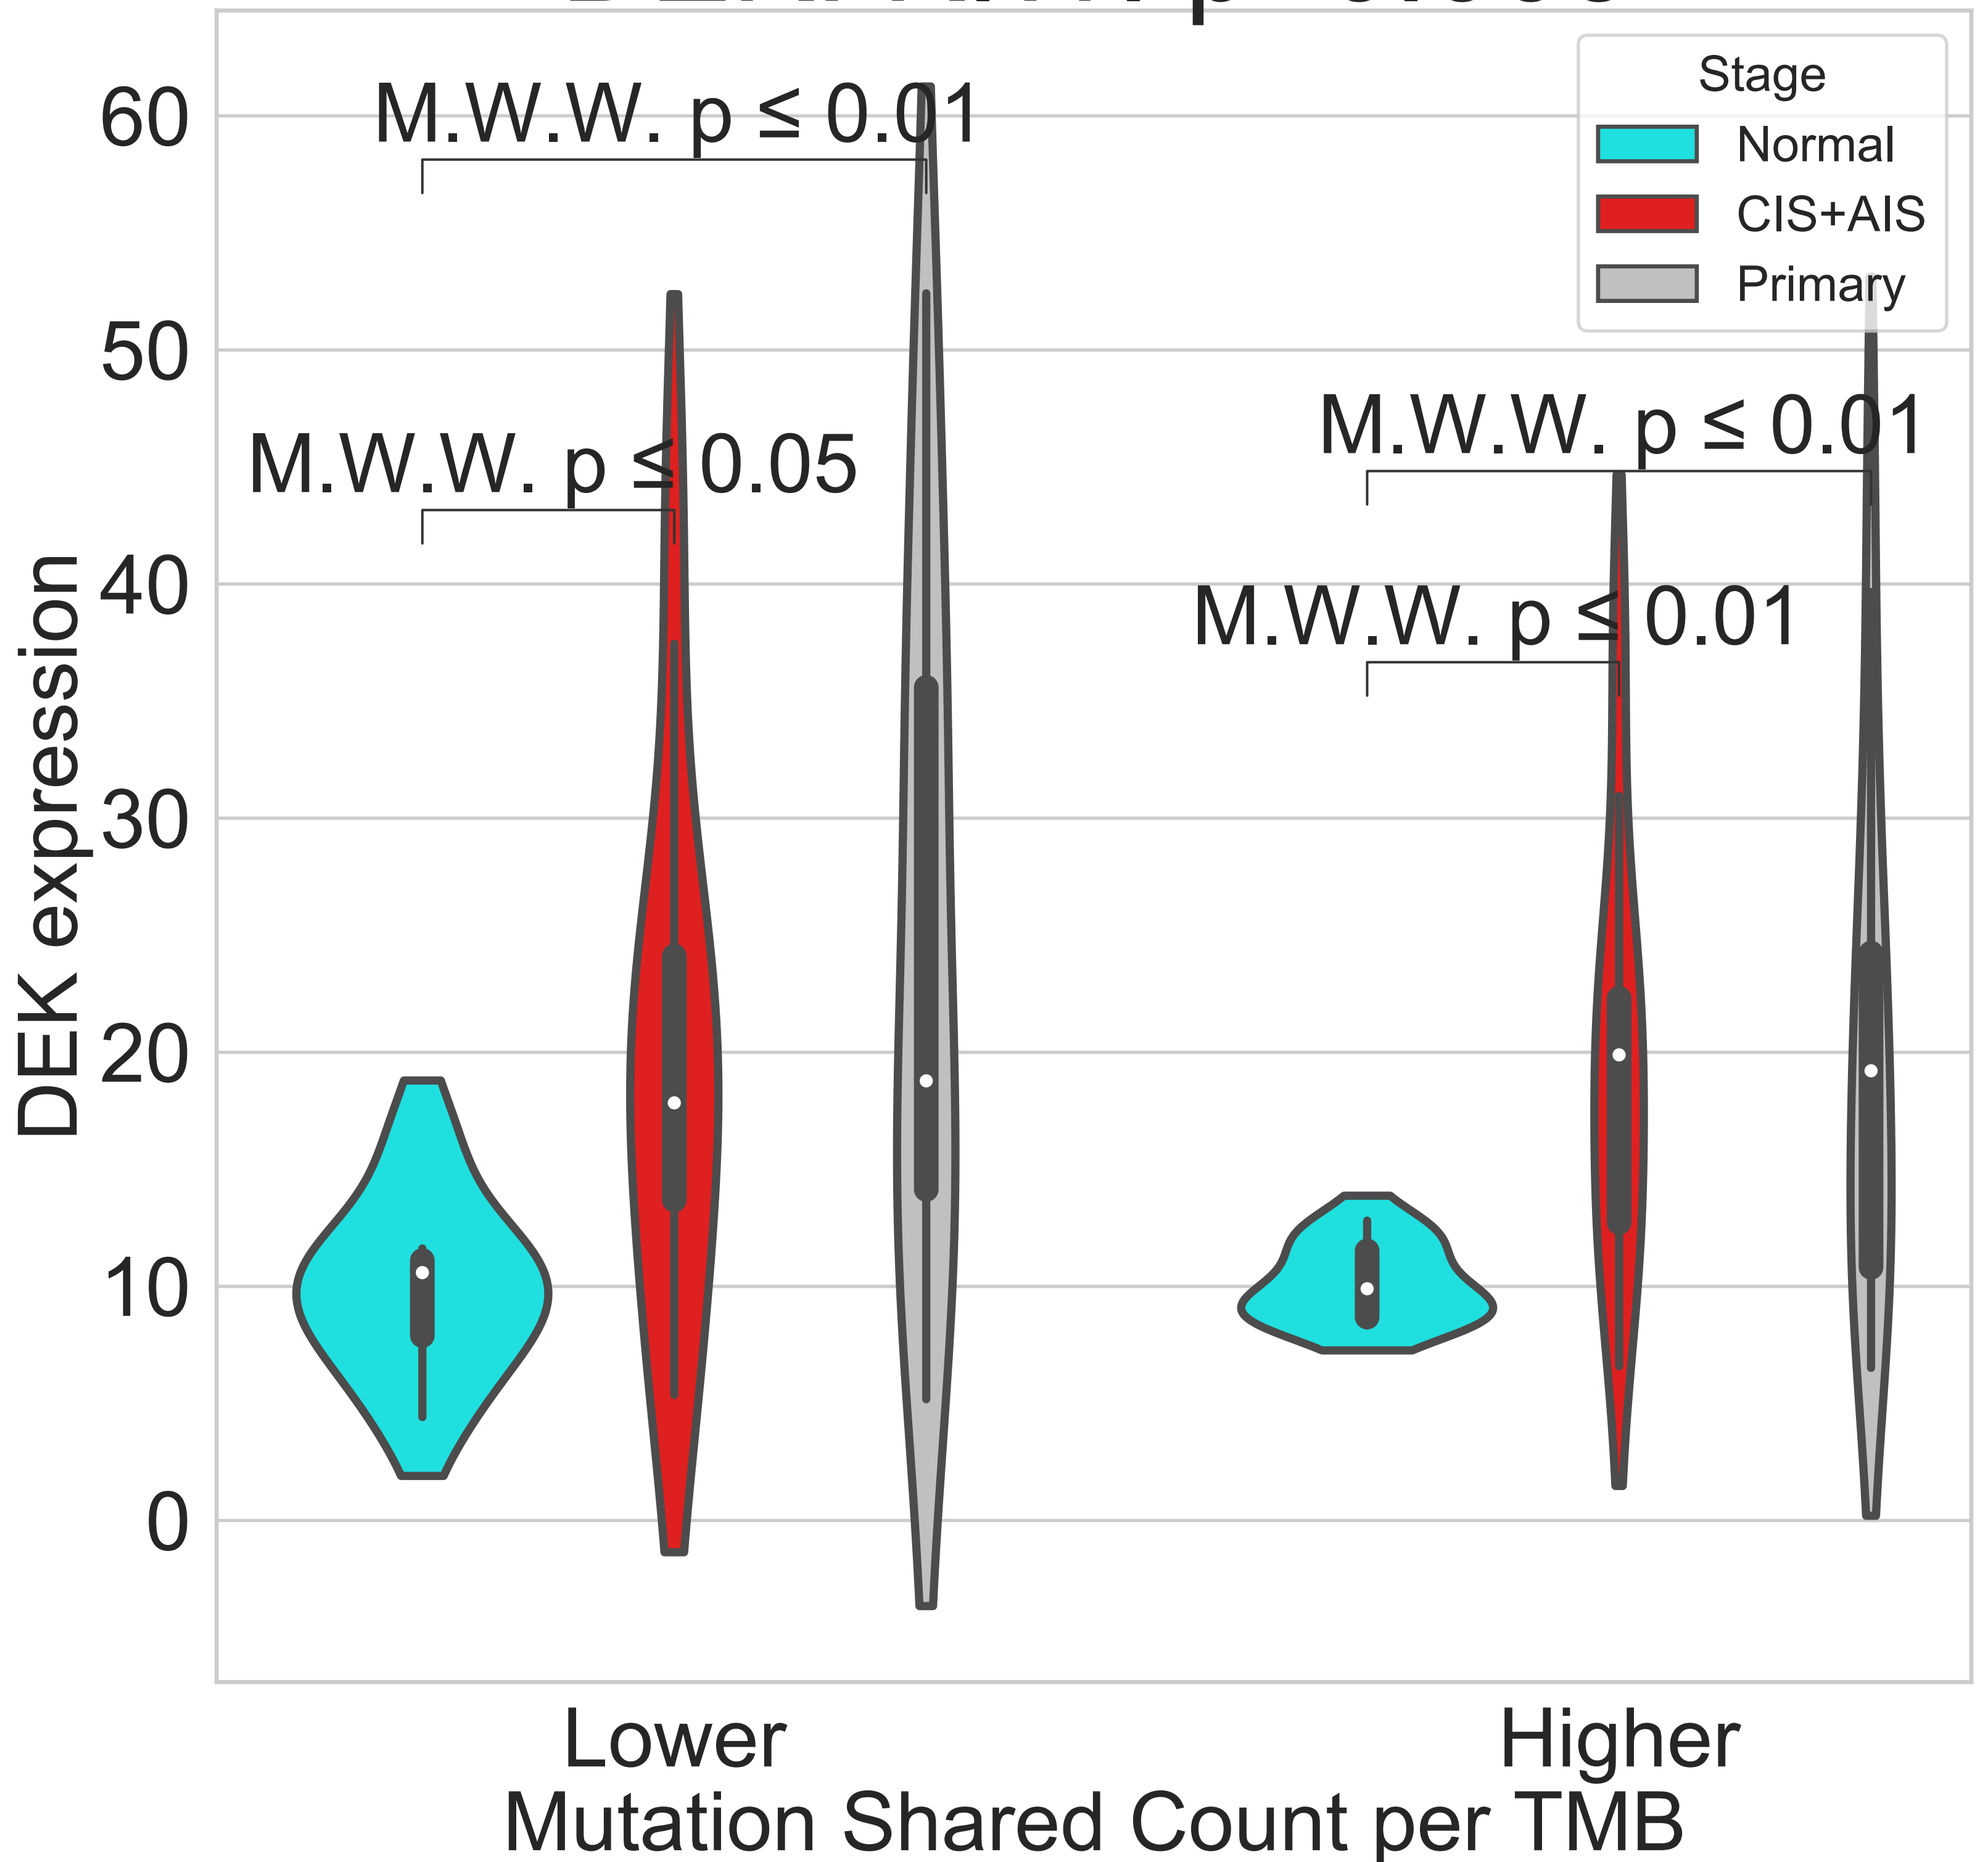 Stage
Normal
CIS+AIS
Primary
M.W.W. p ≤ 0.01
M.W.W. p ≤ 0.05
M.W.W. p ≤ 0.01
M.W.W. p ≤ 0.01
DEK expression
60
50
40
30
20
10
0
Lower
Higher
Mutation Shared Count per TMB